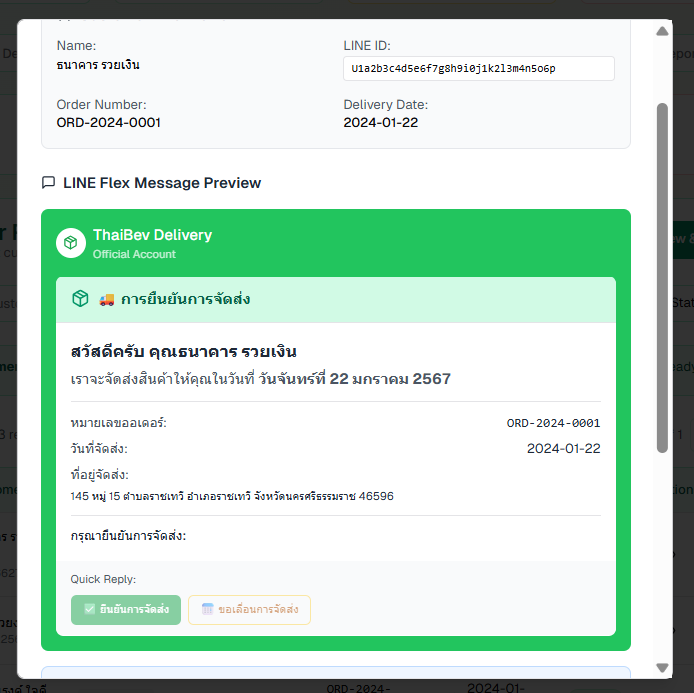 Name:
LINE ID:
ธนาคาร รวยเงิน
U1a2b3c4d5e6f7g8h9i0j1k2l3m4n5o6p
Order Number:
Delivery Date:
ORD-2024-0001
2024-01-22
LINE Flex Message Preview
ThaiBev Delivery
Official Account
🚚 การยืนยันการจัดส่ง
สวัสดีครับ คุณธนาคาร รวยเงิน
เราจะจัดส่งสินค้าให้คุณในวันที่ วันจันทร์ที่ 22 มกราคม 2567
หมายเลขออเดอร์:
ORD-2024-0001
วันที่จัดส่ง:
2024-01-22
ที่อยู่จัดส่ง:
145 หมู่ 15 ตำบลราชเทวี อำเภอราชเทวี จังหวัดนครศรีธรรมราช 46596
กรุณายืนยันการจัดส่ง:
Quick Reply:
✅ ยืนยันการจัดส่ง
📅 ขอเลื่อนการจัดส่ง
ORD-2024-
2024-01-